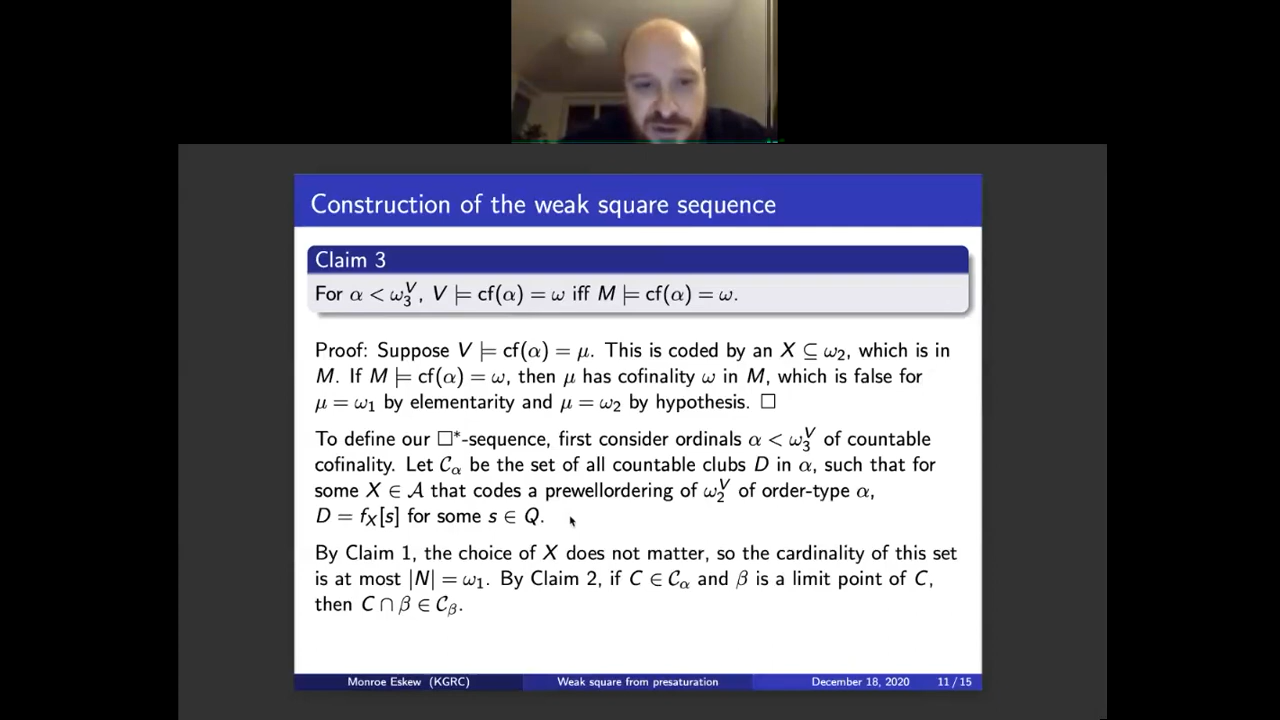 Construction of the weak square sequence
Claim 3
For α < ω₃ⱽ, V ⊨ cf(α) = ω iff M ⊨ cf(α) = ω.
Proof: Suppose V ⊨ cf(α) = μ. This is coded by an X ⊆ ω₂, which is in
M. If M ⊨ cf(α) = ω, then μ has cofinality ω in M, which is false for
μ = ω₁ by elementarity and μ = ω₂ by hypothesis. □
To define our □*-sequence, first consider ordinals α < ω₃ⱽ of countable
cofinality. Let 𝒞_α be the set of all countable clubs D in α, such that for
some X ∈ 𝒜 that codes a prewellordering of ω₂ⱽ of order-type α,
D = f_X[s] for some s ∈ Q.
By Claim 1, the choice of X does not matter, so the cardinality of this set
is at most |N| = ω₁. By Claim 2, if C ∈ 𝒞_α and β is a limit point of C,
then C ∩ β ∈ 𝒞_β.
Monroe Eskew (KGRC) Weak square from presaturation December 18, 2020 11 / 15